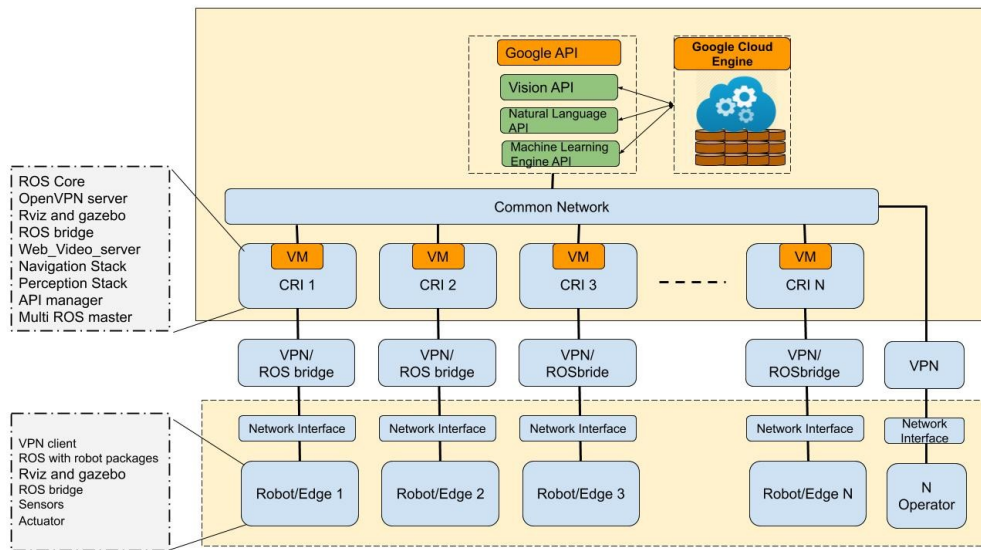 Google API
Vision API
Natural Language
API
Machine Learning
Engine API
Google Cloud
Engine
ROS Core
OpenVPN server
Rviz and gazebo
ROS bridge
Web_Video_server
Navigation Stack
Perception Stack
API manager
Multi ROS master
Common Network
VM
CRI 1
VM
CRI 2
VM
CRI 3
VM
CRI N
VPN/
ROS bridge
VPN/
ROS bridge
VPN/
ROSbride
VPN/
ROSbridge
VPN
VPN client
ROS with robot packages
Rviz and gazebo
ROS bridge
Sensors
Actuator
Network Interface
Network Interface
Network Interface
Network Interface
Network
Interface
Robot/Edge 1
Robot/Edge 2
Robot/Edge 3
Robot/Edge N
N
Operator